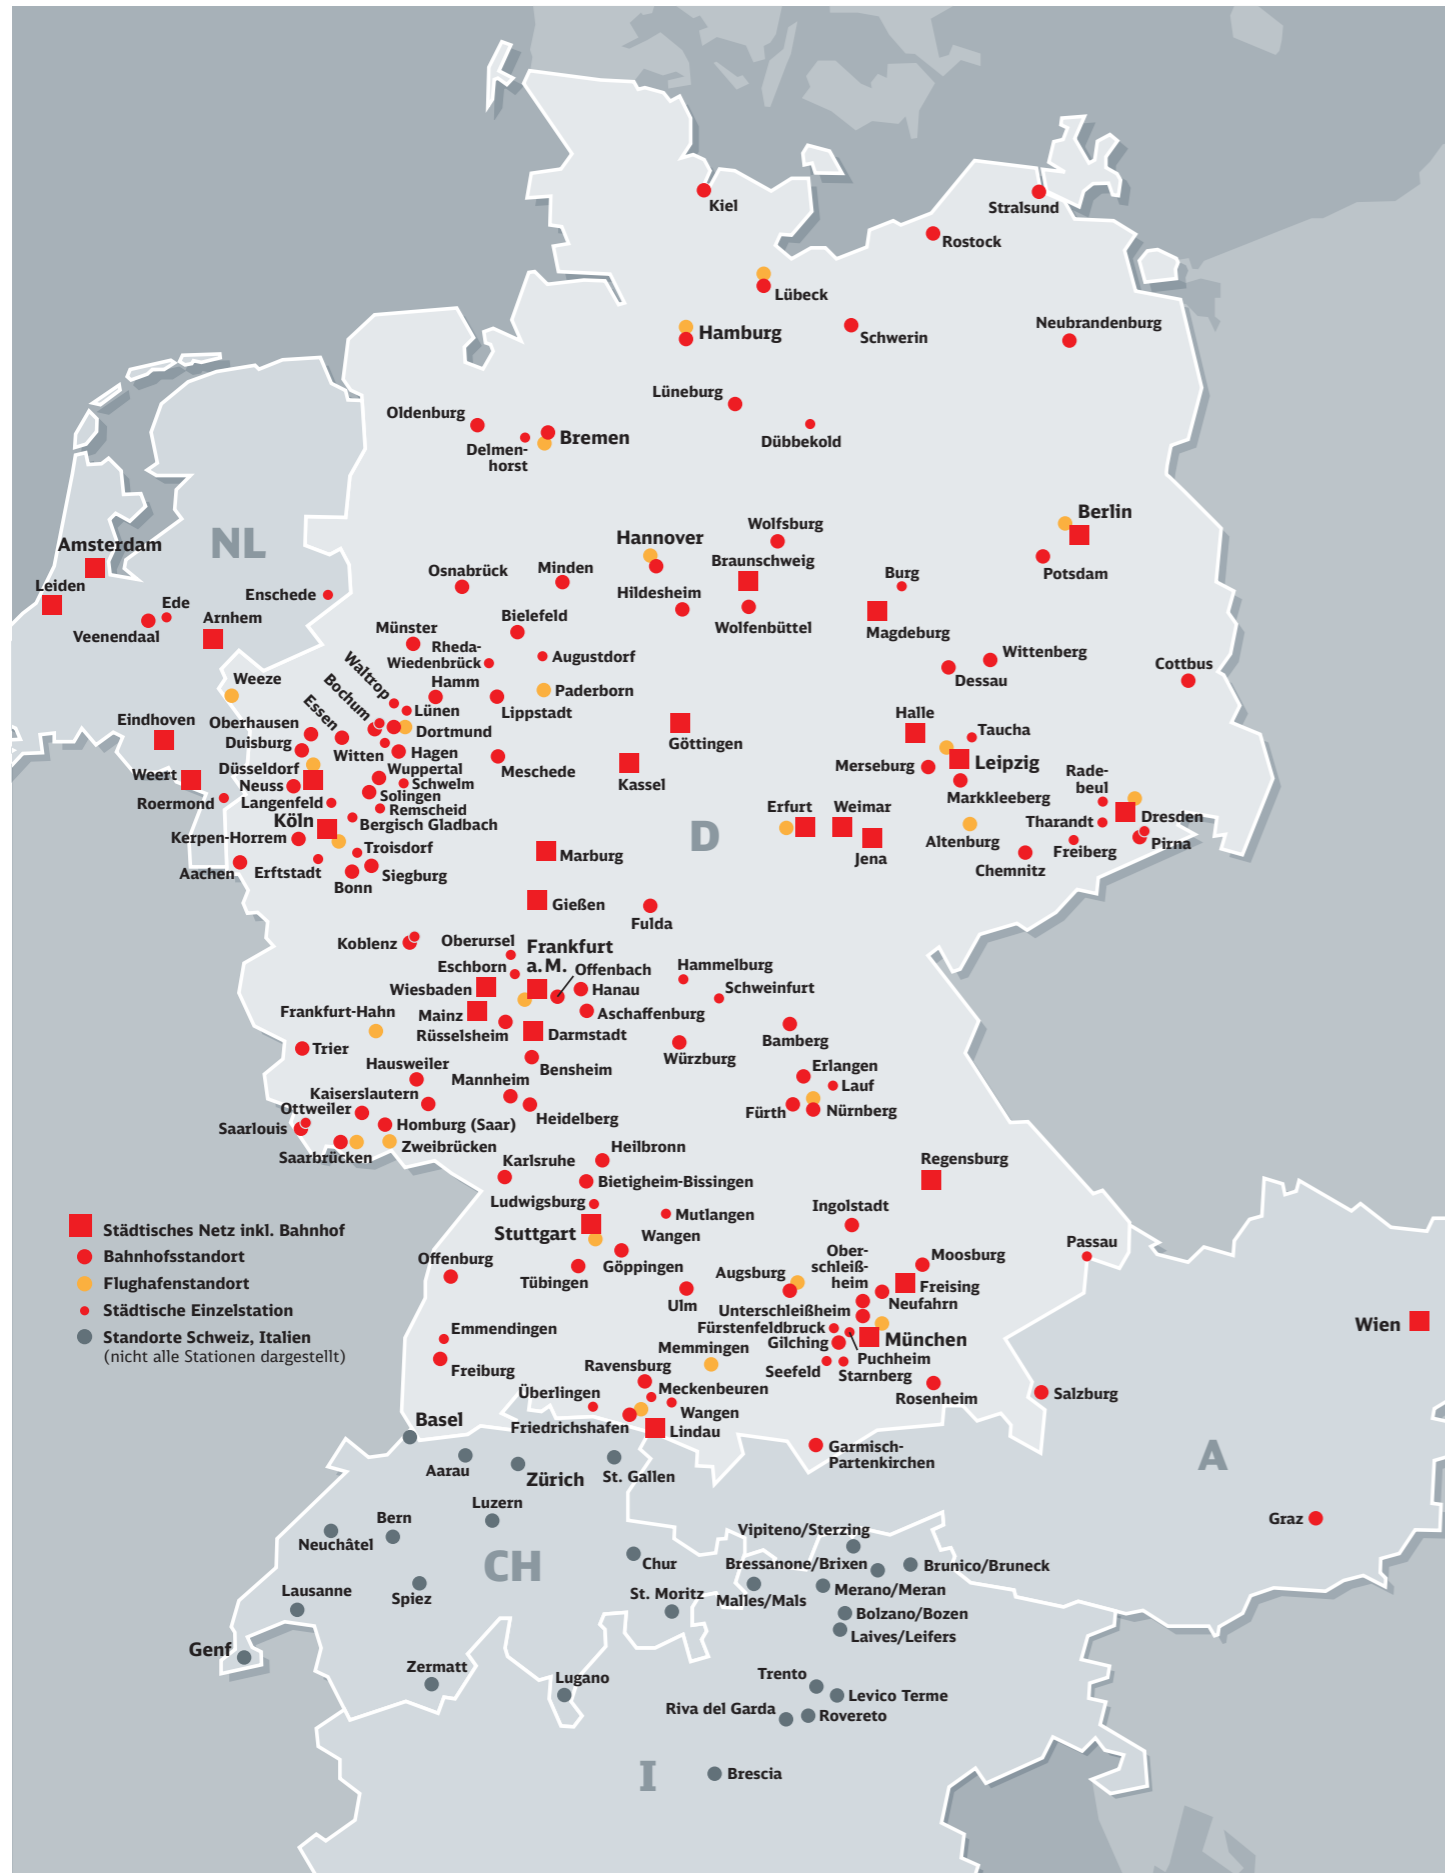 Kiel
Stralsund
Rostock
Lübeck
Hamburg
Schwerin
Neubrandenburg
Lüneburg
Oldenburg
Delmen-
horst
Bremen
Dübbekold
Berlin
Potsdam
NL
Amsterdam
Leiden
Ede
Veenendaal
Arnhem
Enschede
Hannover
Wolfsburg
Braunschweig
Osnabrück
Minden
Hildesheim
Wolfenbüttel
Burg
Magdeburg
Bielefeld
Münster
Rheda-
Wiedenbrück
Augustdorf
Wittenberg
Dessau
Cottbus
Weeze
Waltrop
Hamm
Paderborn
Bochum
Lünen
Lippstadt
Essen
Eindhoven
Oberhausen
Dortmund
Duisburg
Witten
Hagen
Göttingen
Halle
Taucha
Weert
Düsseldorf
Neuss
Wuppertal
Schwelm
Meschede
Kassel
Merseburg
Leipzig
Roermond
Langenfeld
Solingen
Remscheid
Markkleeberg
Rade-
beul
Köln
Bergisch Gladbach
Erfurt
Weimar
Tharandt
Dresden
Kerpen-Horrem
Troisdorf
D
Jena
Altenburg
Freiberg
Pirna
Aachen
Erftstadt
Bonn
Siegburg
Marburg
Chemnitz
Gießen
Fulda
Koblenz
Oberursel
Frankfurt
a.M.
Eschborn
Offenbach
Hammelburg
Wiesbaden
Hanau
Schweinfurt
Frankfurt-Hahn
Mainz
Aschaffenburg
Rüsselsheim
Darmstadt
Bamberg
Trier
Würzburg
Hausweiler
Bensheim
Erlangen
Mannheim
Lauf
Kaiserslautern
Ottweiler
Heidelberg
Fürth
Nürnberg
Saarlouis
Homburg (Saar)
Saarbrücken
Zweibrücken
Heilbronn
Karlsruhe
Regensburg
Bietigheim-Bissingen
Ludwigsburg
Mutlangen
Ingolstadt
Stuttgart
Wangen
Passau
Offenburg
Tübingen
Göppingen
Augsburg
Ober-
schleiß-
heim
Moosburg
Freising
Ulm
Neufahrn
Unterschleißheim
Fürstenfeldbruck
Wien
Emmendingen
Gilching
München
Memmingen
Puchheim
Freiburg
Ravensburg
Seefeld
Starnberg
Überlingen
Meckenbeuren
Rosenheim
Salzburg
Wangen
Friedrichshafen
Lindau
Garmisch-
Partenkirchen
Städtisches Netz inkl. Bahnhof
Bahnhofsstandort
Flughafenstandort
Städtische Einzelstation
Standorte Schweiz, Italien
(nicht alle Stationen dargestellt)
Basel
Aarau
Zürich
St. Gallen
A
Luzern
Bern
Neuchâtel
Graz
Vipiteno/Sterzing
CH
Chur
Bressanone/Brixen
Brunico/Bruneck
Lausanne
Spiez
St. Moritz
Malles/Mals
Merano/Meran
Bolzano/Bozen
Laives/Leifers
Genf
Zermatt
Lugano
Trento
Levico Terme
Riva del Garda
Rovereto
I
Brescia